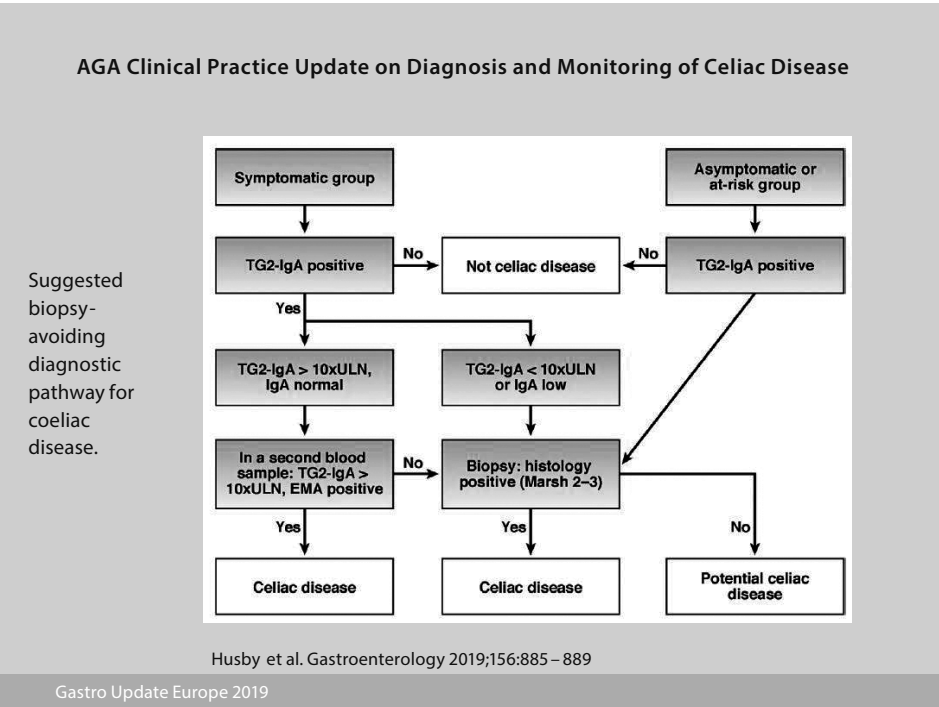 AGA Clinical Practice Update on Diagnosis and Monitoring of Celiac Disease
Suggested
biopsy-
avoiding
diagnostic
pathway for
coeliac
disease.
Symptomatic group
Asymptomatic or
at-risk group
TG2-IgA positive
No
Not celiac disease
No
TG2-IgA positive
Yes
TG2-IgA > 10xULN,
IgA normal
TG2-IgA < 10xULN
or IgA low
In a second blood
sample: TG2-IgA >
10xULN, EMA positive
No
Biopsy: histology
positive (Marsh 2–3)
Yes
Yes
No
Celiac disease
Celiac disease
Potential celiac
disease
Husby et al. Gastroenterology 2019;156:885–889
Gastro Update Europe 2019